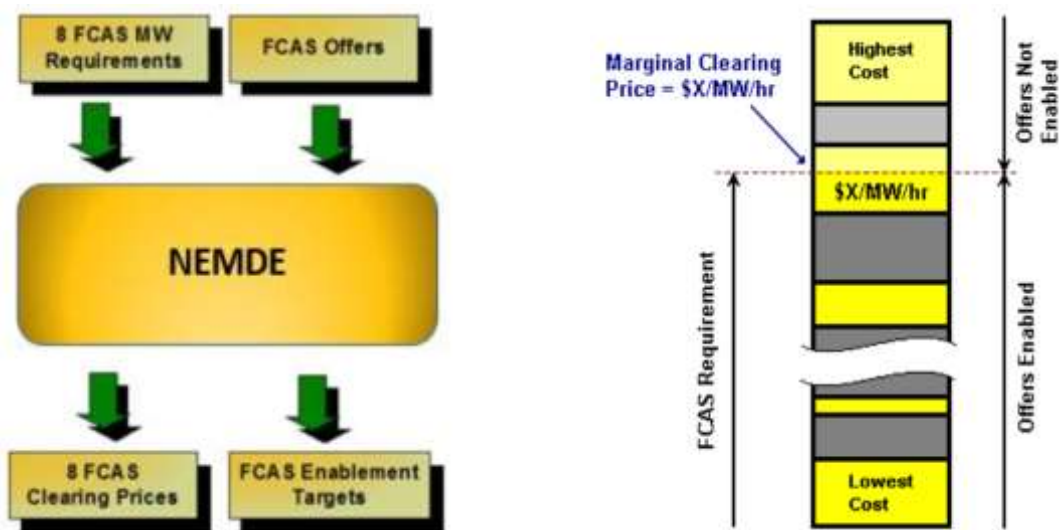 8 FCAS MW
Requirements
FCAS Offers
NEMDE
8 FCAS
Clearing Prices
FCAS Enablement
Targets
Marginal Clearing
Price = $X/MW/hr
FCAS Requirement
Highest
Cost
$X/MW/hr
Lowest
Cost
Offers Not
Enabled
Offers Enabled